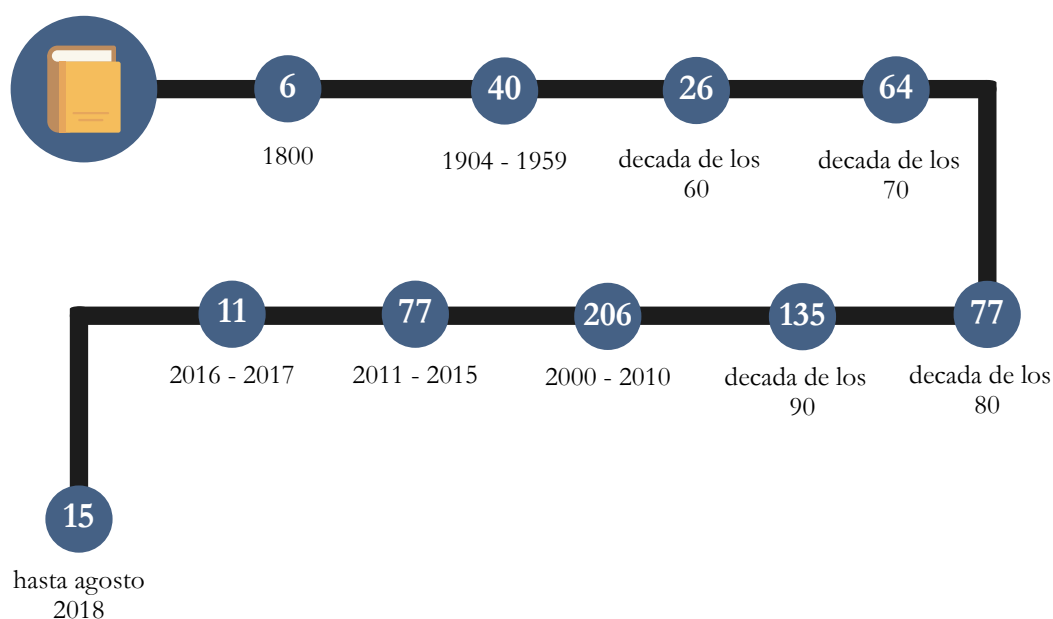 6
1800
40
1904 - 1959
26
decada de los
60
64
decada de los
70
77
decada de los
80
135
decada de los
90
206
2000 - 2010
77
2011 - 2015
11
2016 - 2017
15
hasta agosto
2018